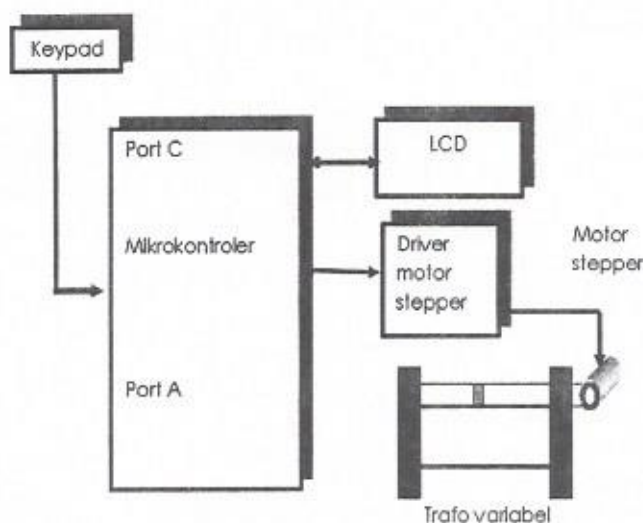 Keypad
Port C
LCD
Mikrokontroler
Driver
motor
stepper
Motor
stepper
Port A
Trafo variabel